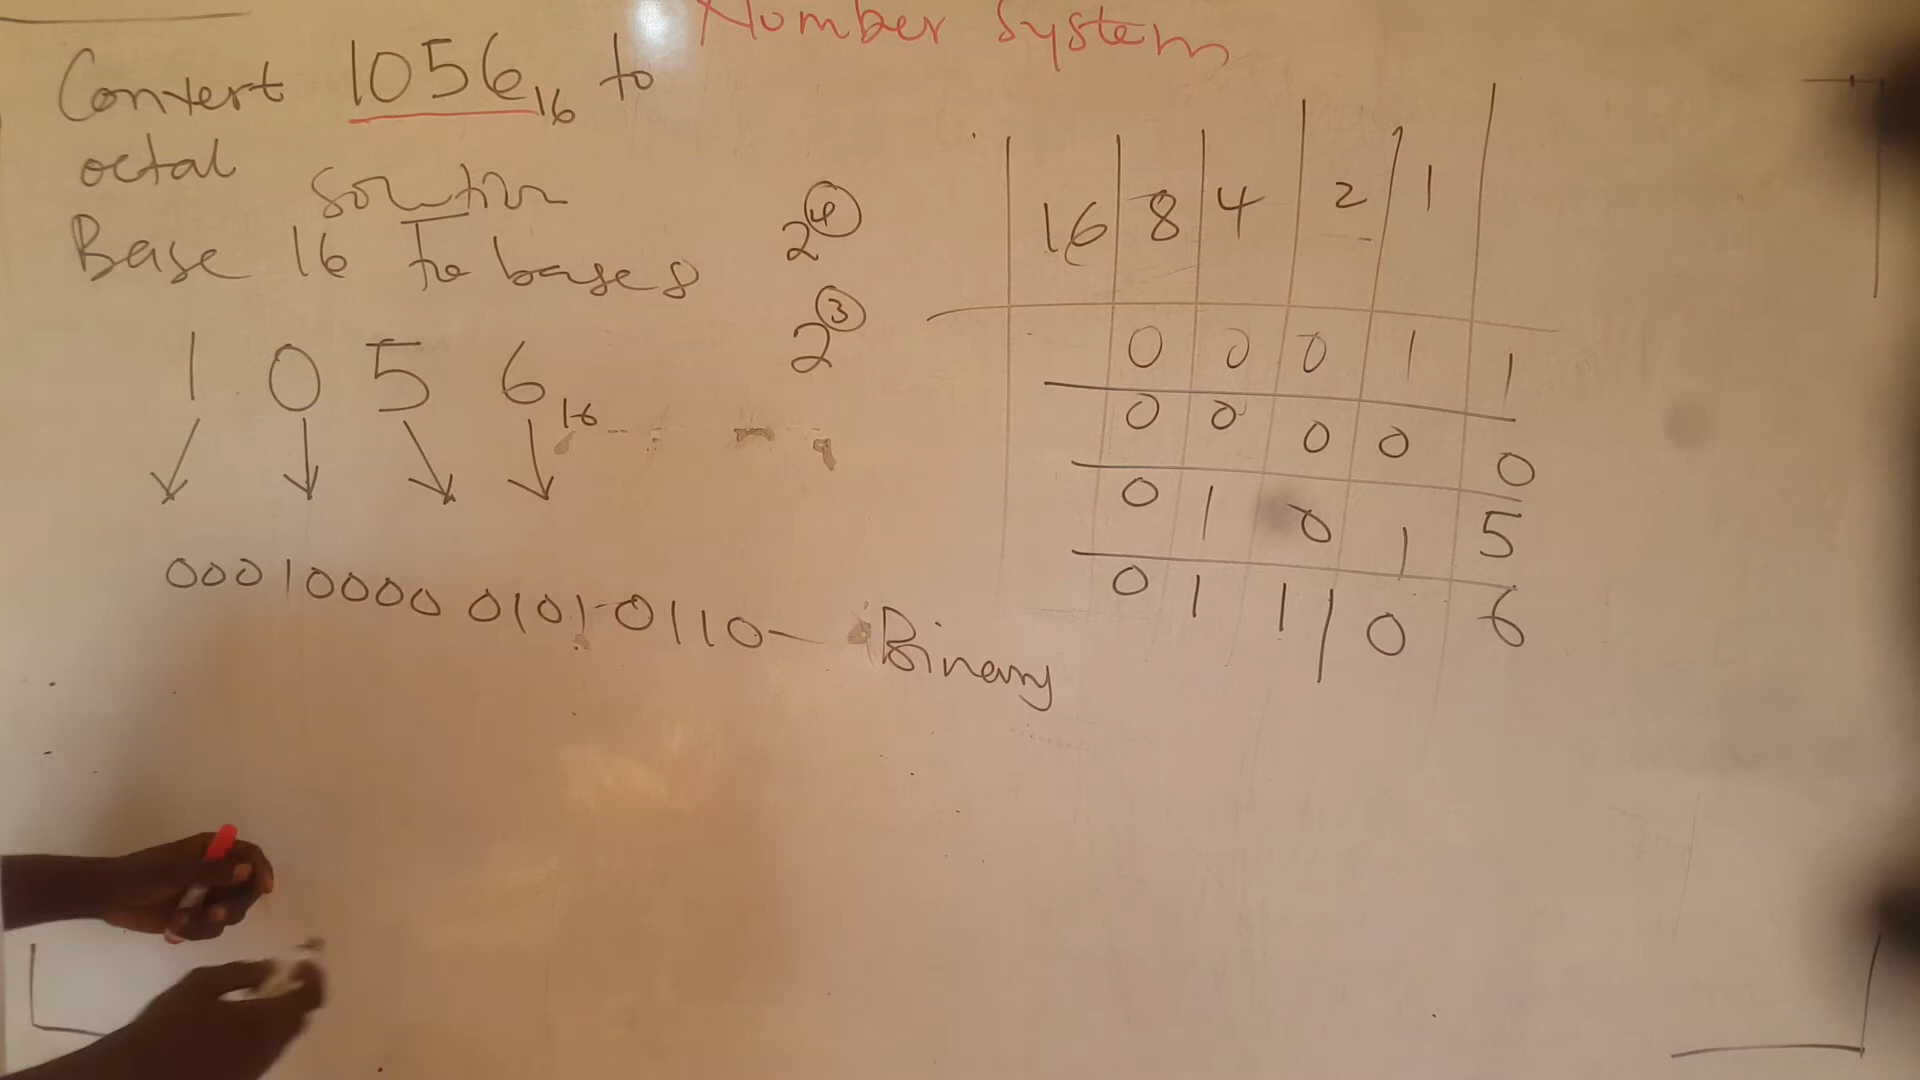 Number System
Convert 1056₁₆ to
octal
Solution
Base 16 to base 8
1 0 5 6₁₆
00010000 0101 0110 — Binary
2⁴
2³
16 8 4 2 1
0 0 0 1 1
0 0 0 0 0
0 1 0 1 5
0 1 1 0 6